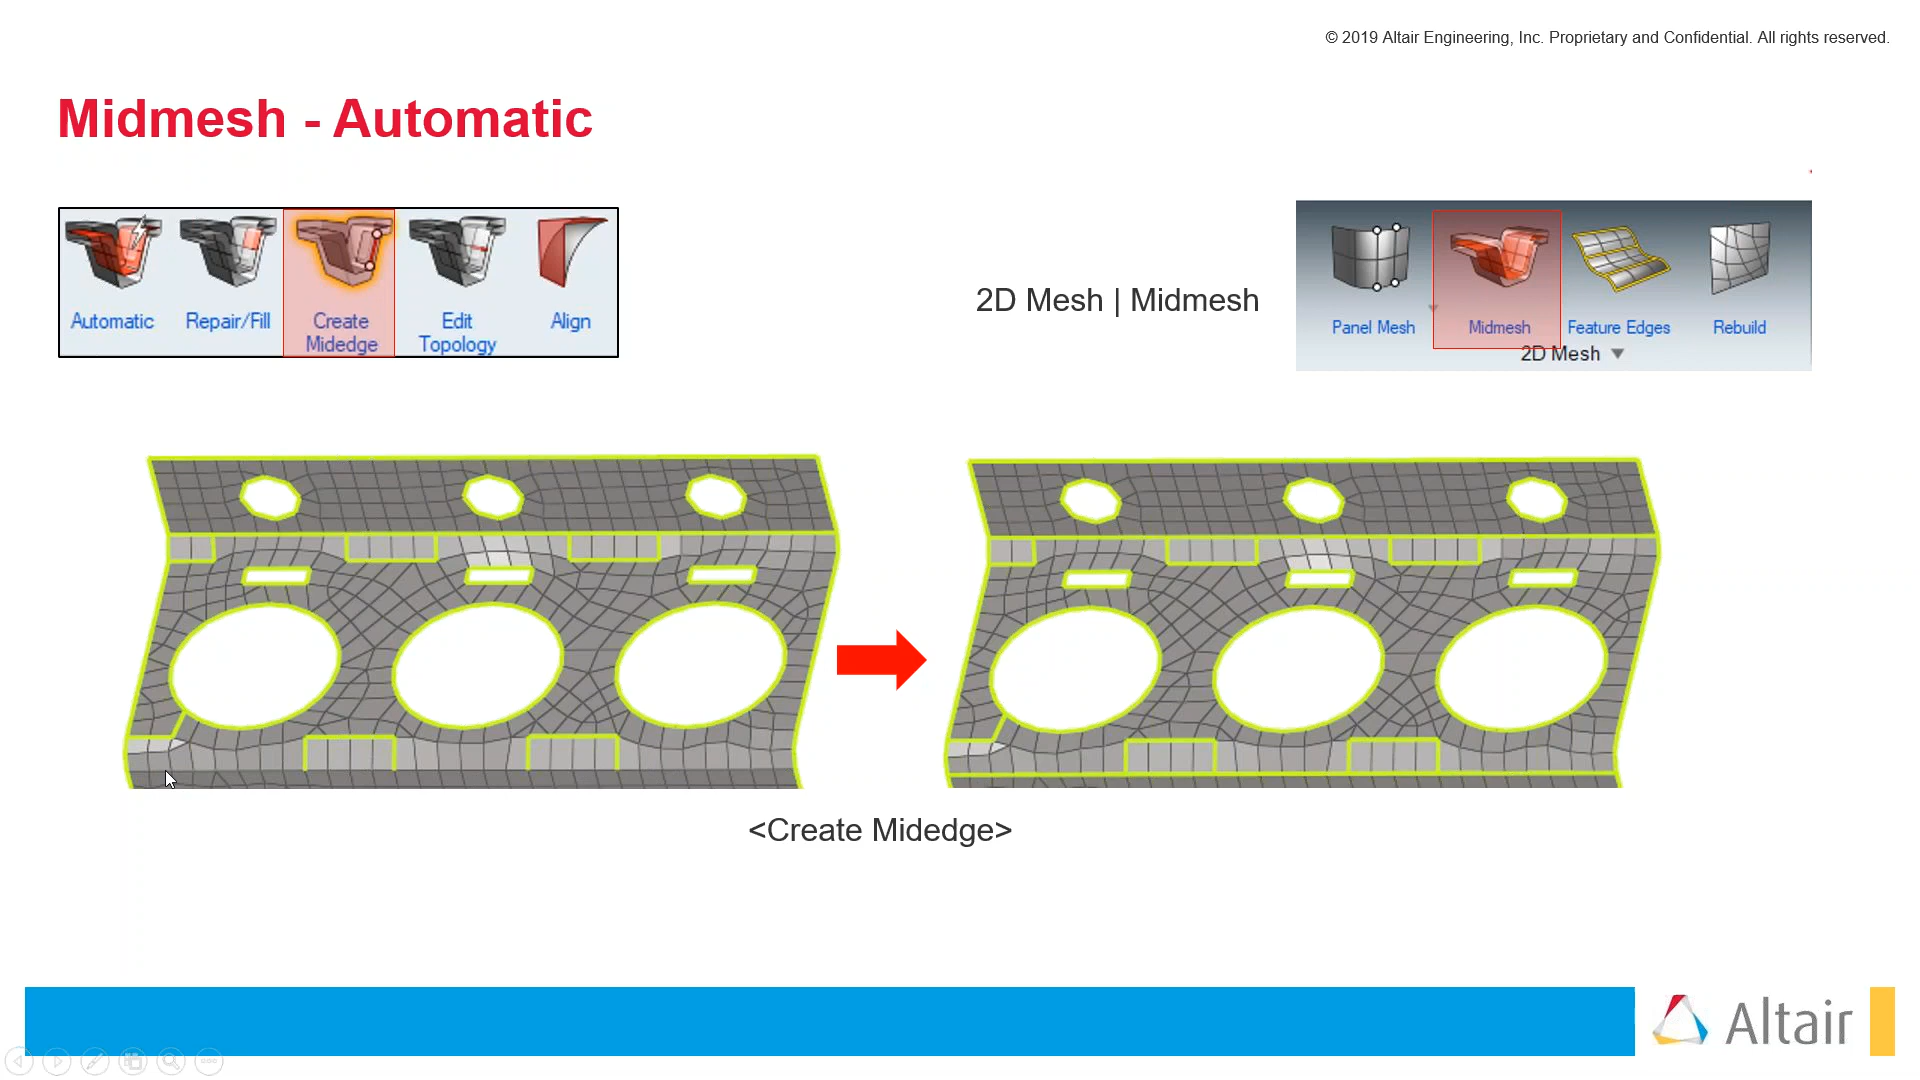 © 2019 Altair Engineering, Inc. Proprietary and Confidential. All rights reserved.
Midmesh - Automatic
Automatic
Repair/Fill
Create
Midedge
Edit
Topology
Align
2D Mesh | Midmesh
Panel Mesh
Midmesh
Feature Edges
Rebuild
2D Mesh
<Create Midedge>
Altair